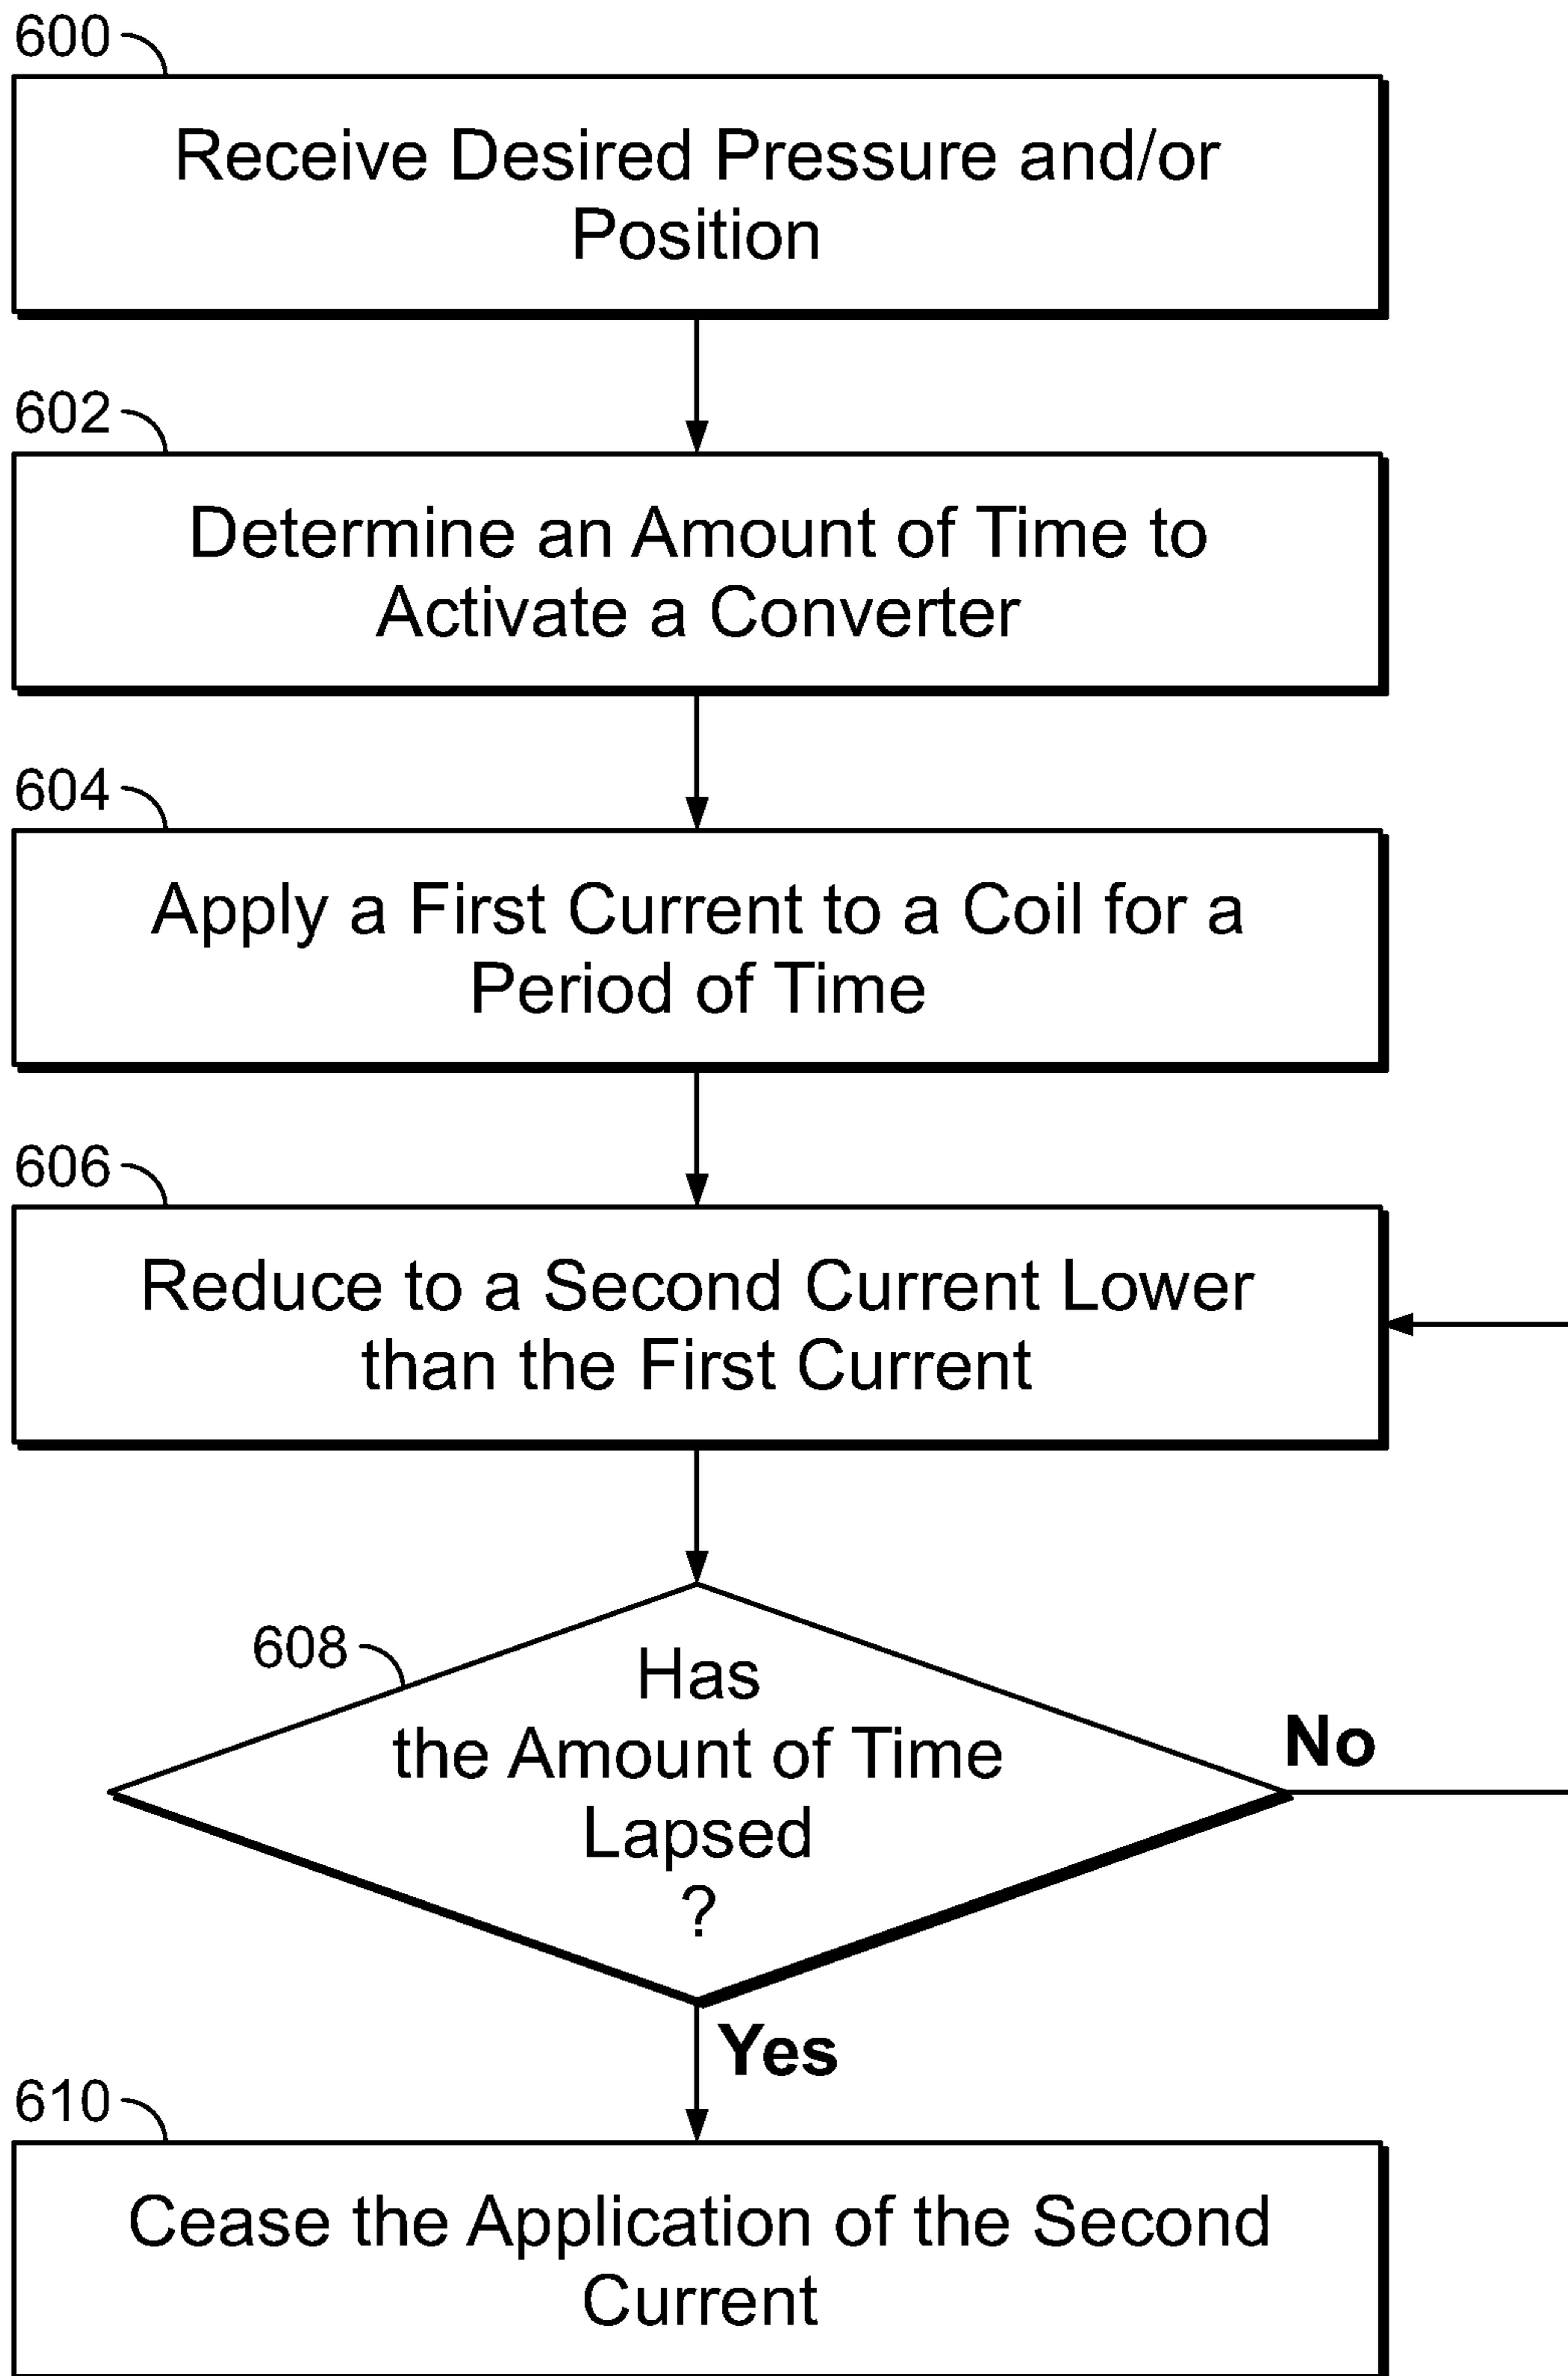 600
Receive Desired Pressure and/or
Position
602
Determine an Amount of Time to
Activate a Converter
604
Apply a First Current to a Coil for a
Period of Time
606
Reduce to a Second Current Lower
than the First Current
608
Has
the Amount of Time
Lapsed
?
No
Yes
610
Cease the Application of the Second
Current